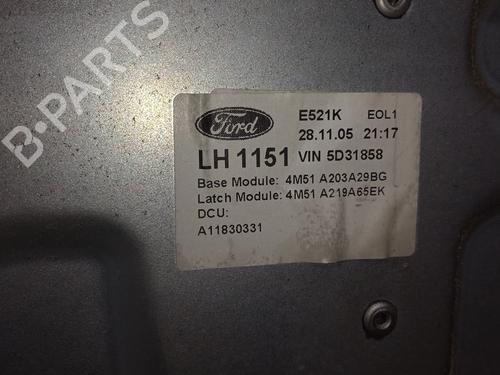 B-PARTS
Ford
E521K EOL1
28.11.05 21:17
LH 1151 VIN 5D31858
Base Module: 4M51 A203A29BG
Latch Module: 4M51 A219A65EK
DCU:
A11830331